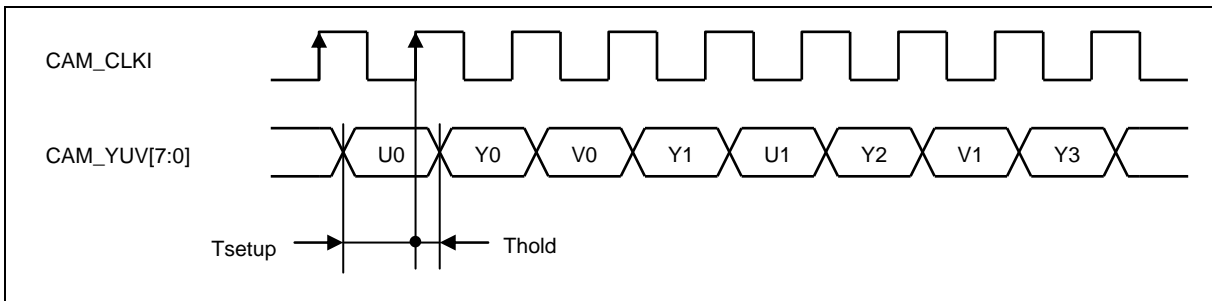 CAM_CLKI
CAM_YUV[7:0]
U0 Y0 V0 Y1 U1 Y2 V1 Y3
Tsetup Thold